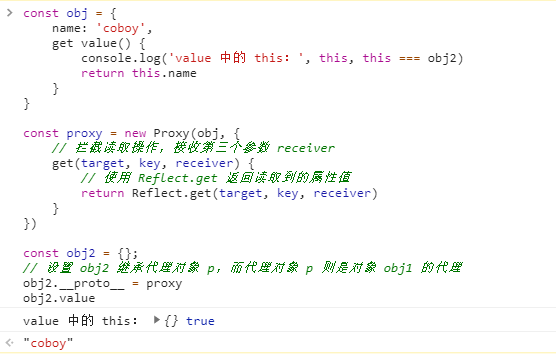 const obj = {
    name: 'coboy',
    get value() {
        console.log('value 中的 this: ', this, this === obj2)
        return this.name
    }
}
const proxy = new Proxy(obj, {
    // 拦截读取操作，接收第三个参数 receiver
    get(target, key, receiver) {
        // 使用 Reflect.get 返回读取到的属性值
        return Reflect.get(target, key, receiver)
    }
})
const obj2 = {};
// 设置 obj2 继承代理对象 p，而代理对象 p 则是对象 obj1 的代理
obj2.__proto__ = proxy
obj2.value
value 中的 this: {} true
"coboy"